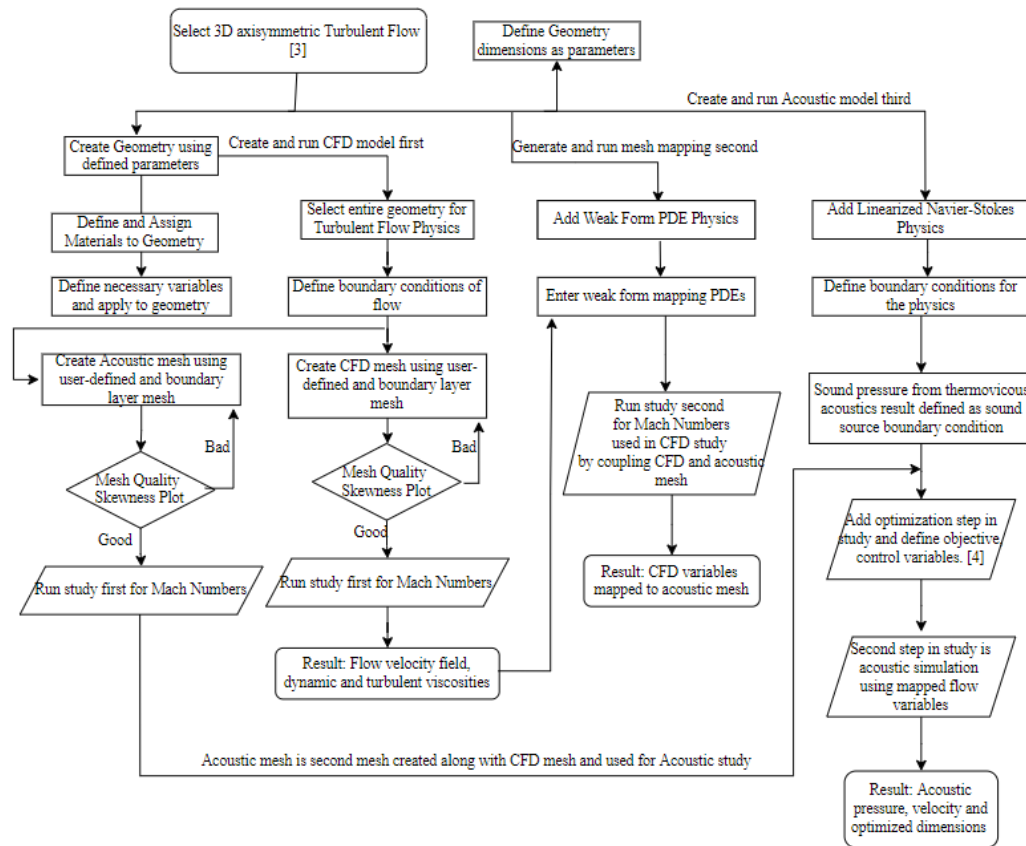 Select 3D axisymmetric Turbulent Flow
[3]
Define Geometry
dimensions as parameters
Create and run Acoustic model third
Create Geometry using
defined parameters
Create and run CFD model first
Generate and run mesh mapping second
Define and Assign
Materials to Geometry
Select entire geometry for
Turbulent Flow Physics
Add Weak Form PDE Physics
Add Linearized Navier-Stokes
Physics
Define necessary variables
and apply to geometry
Define boundary conditions of
flow
Enter weak form mapping PDEs
Define boundary conditions for
the physics
Create Acoustic mesh using
user-defined and boundary
layer mesh
Create CFD mesh using user-
defined and boundary layer
mesh
Run study second
for Mach Numbers
used in CFD study
by coupling CFD and acoustic
mesh
Sound pressure from thermovicous
acoustics result defined as sound
source boundary condition
Bad
Mesh Quality
Skewness Plot
Good
Bad
Mesh Quality
Skewness Plot
Good
Add optimization step in
study and define objective,
control variables. [4]
Run study first for Mach Numbers
Run study first for Mach Numbers
Result: CFD variables
mapped to acoustic mesh
Result: Flow velocity field,
dynamic and turbulent viscosities
Second step in study is
acoustic simulation
using mapped flow
variables
Acoustic mesh is second mesh created along with CFD mesh and used for Acoustic study
Result: Acoustic
pressure, velocity and
optimized dimensions